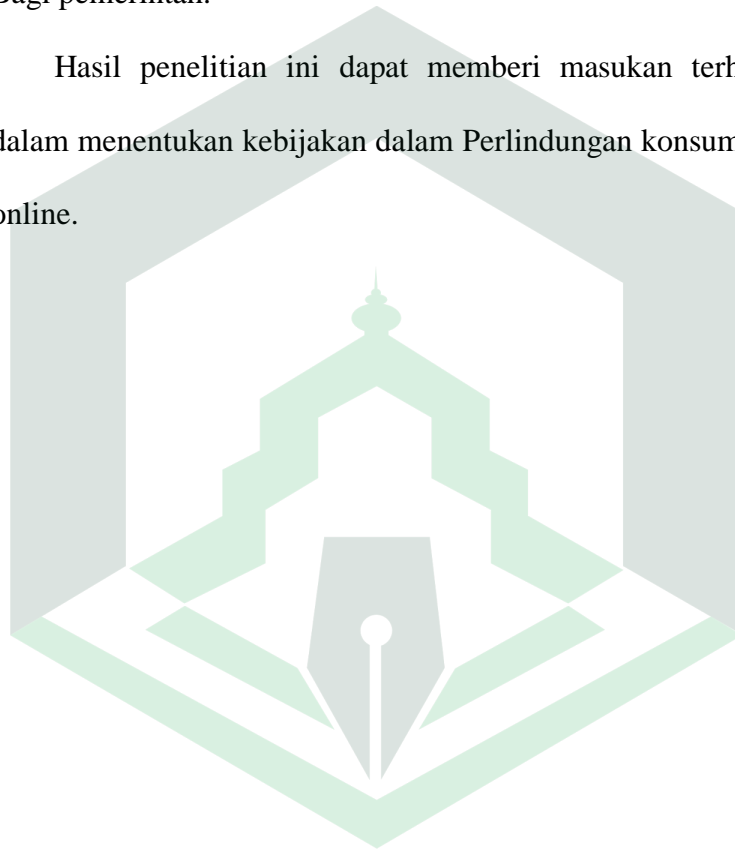 Bagi pemerintah.
Hasil penelitian ini dapat memberi masukan
dalam menentukan kebijakan dalam Perlindungan
online.